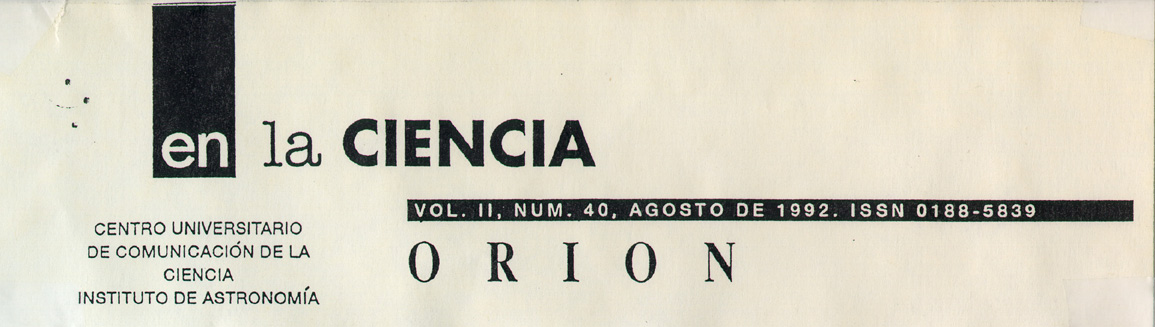 en la CIENCIA
VOL. II, NUM. 40, AGOSTO DE 1992. ISSN 0188-5839
CENTRO UNIVERSITARIO
DE COMUNICACIÓN DE LA
CIENCIA
INSTITUTO DE ASTRONOMÍA
ORION